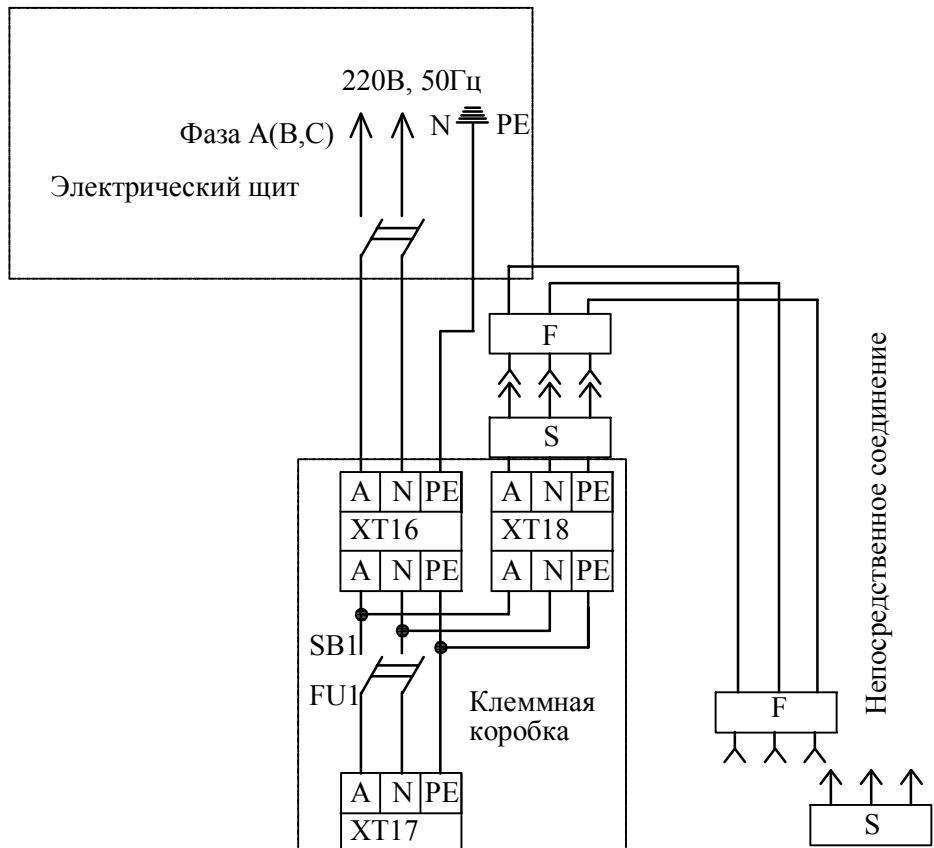 220В, 50Гц
Фаза А(В,С)
N
PE
Электрический щит
F
S
A N PE
XT16
A N PE
A N PE
XT18
A N PE
SB1
FU1
Клеммная
коробка
A N PE
XT17
Непосредственное соединение
F
S